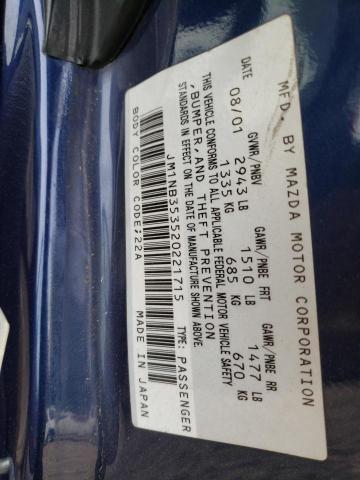 MFD. BY MAZDA MOTOR CORPORATION
DATE GVWR/PNBV GAWR/PNBE FRT GAWR/PNBE RR
08/01 2943 LB 1510 LB 1477 LB
1335 KG 685 KG 670 KG
THIS VEHICLE CONFORMS TO ALL APPLICABLE FEDERAL MOTOR VEHICLE SAFETY
,BUMPER, AND THEFT PREVENTION
STANDARDS IN EFFECT ON THE DATE OF MANUFACTURE SHOWN ABOVE.
JM1NB353520221715 TYPE:PASSENGER
BODY COLOR CODE:22A MADE IN JAPAN